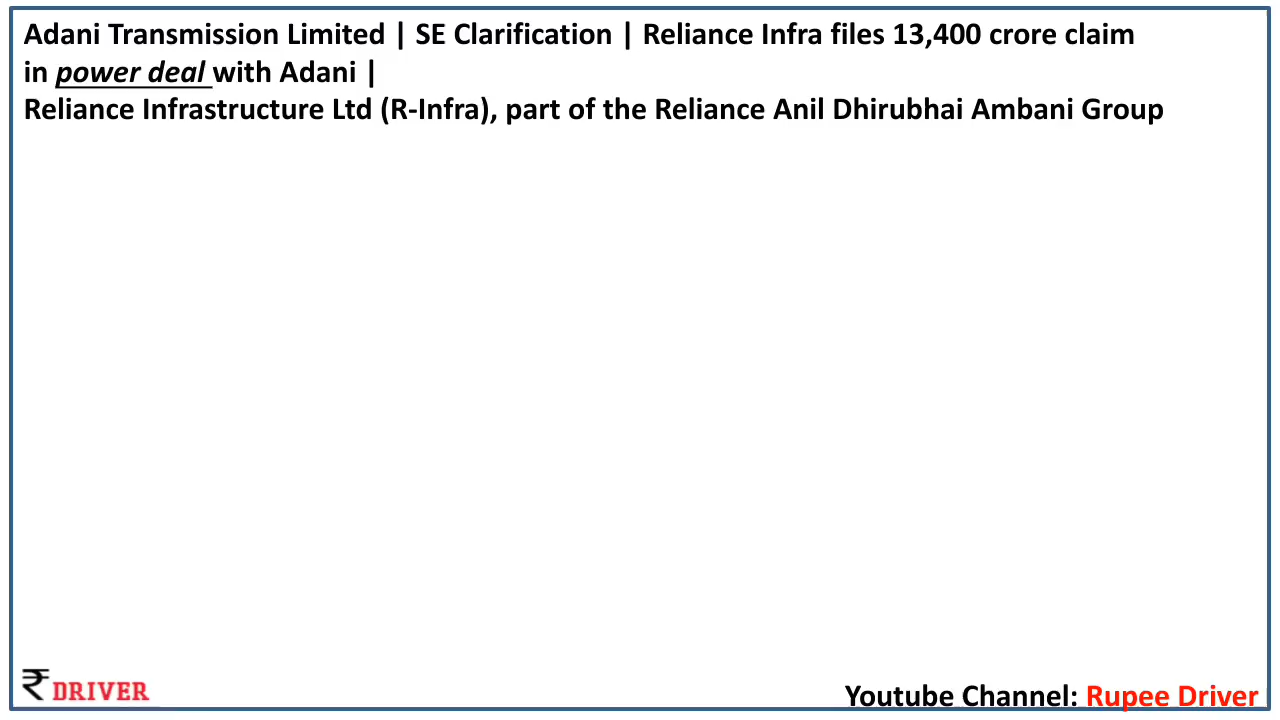 Adani Transmission Limited | SE Clarification | Reliance Infra files 13,400 crore claim
in power deal with Adani |
Reliance Infrastructure Ltd (R-Infra), part of the Reliance Anil Dhirubhai Ambani Group
₹ DRIVER
Youtube Channel: Rupee Driver